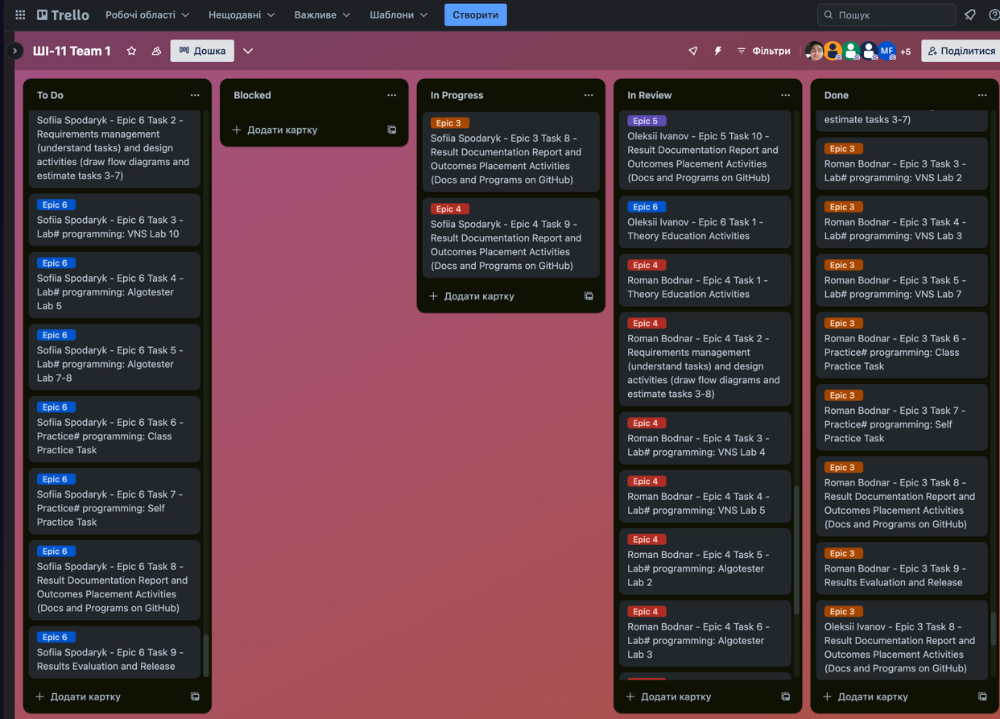 Trello
Робочі області
Нещодавні
Важливе
Шаблони
Створити
Пошук
ШІ-11 Team 1
Дошка
Фільтри
MF
+5
Поділитися
To Do
Sofiia Spodaryk - Epic 6 Task 2 -
Requirements management
(understand tasks) and design
activities (draw flow diagrams and
estimate tasks 3-7)
Epic 6
Sofiia Spodaryk - Epic 6 Task 3 -
Lab# programming: VNS Lab 10
Epic 6
Sofiia Spodaryk - Epic 6 Task 4 -
Lab# programming: Algotester
Lab 5
Epic 6
Sofiia Spodaryk - Epic 6 Task 5 -
Lab# programming: Algotester
Lab 7-8
Epic 6
Sofiia Spodaryk - Epic 6 Task 6 -
Practice# programming: Class
Practice Task
Epic 6
Sofiia Spodaryk - Epic 6 Task 7 -
Practice# programming: Self
Practice Task
Epic 6
Sofiia Spodaryk - Epic 6 Task 8 -
Result Documentation Report and
Outcomes Placement Activities
(Docs and Programs on GitHub)
Epic 6
Sofiia Spodaryk - Epic 6 Task 9 -
Results Evaluation and Release
Додати картку
Blocked
Додати картку
In Progress
Epic 3
Sofiia Spodaryk - Epic 3 Task 8 -
Result Documentation Report and
Outcomes Placement Activities
(Docs and Programs on GitHub)
Epic 4
Sofiia Spodaryk - Epic 4 Task 9 -
Result Documentation Report and
Outcomes Placement Activities
(Docs and Programs on GitHub)
Додати картку
In Review
Epic 5
Oleksii Ivanov - Epic 5 Task 10 -
Result Documentation Report and
Outcomes Placement Activities
(Docs and Programs on GitHub)
Epic 6
Oleksii Ivanov - Epic 6 Task 1 -
Theory Education Activities
Epic 4
Roman Bodnar - Epic 4 Task 1 -
Theory Education Activities
Epic 4
Roman Bodnar - Epic 4 Task 2 -
Requirements management
(understand tasks) and design
activities (draw flow diagrams and
estimate tasks 3-8)
Epic 4
Roman Bodnar - Epic 4 Task 3 -
Lab# programming: VNS Lab 4
Epic 4
Roman Bodnar - Epic 4 Task 4 -
Lab# programming: VNS Lab 5
Epic 4
Roman Bodnar - Epic 4 Task 5 -
Lab# programming: Algotester
Lab 2
Epic 4
Roman Bodnar - Epic 4 Task 6 -
Lab# programming: Algotester
Lab 3
Додати картку
Done
estimate tasks 3-7)
Epic 3
Roman Bodnar - Epic 3 Task 3 -
Lab# programming: VNS Lab 2
Epic 3
Roman Bodnar - Epic 3 Task 4 -
Lab# programming: VNS Lab 3
Epic 3
Roman Bodnar - Epic 3 Task 5 -
Lab# programming: VNS Lab 7
Epic 3
Roman Bodnar - Epic 3 Task 6 -
Practice# programming: Class
Practice Task
Epic 3
Roman Bodnar - Epic 3 Task 7 -
Practice# programming: Self
Practice Task
Epic 3
Roman Bodnar - Epic 3 Task 8 -
Result Documentation Report and
Outcomes Placement Activities
(Docs and Programs on GitHub)
Epic 3
Roman Bodnar - Epic 3 Task 9 -
Results Evaluation and Release
Epic 3
Oleksii Ivanov - Epic 3 Task 8 -
Result Documentation Report and
Outcomes Placement Activities
(Docs and Programs on GitHub)
Додати картку